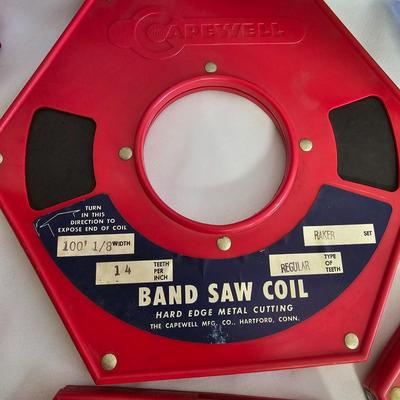 CAPEWELL
TURN
IN THIS
DIRECTION TO
EXPOSE END OF COIL
100' 1/8 WIDTH
14 TEETH PER INCH
RAKER SET
REGULAR TYPE OF TEETH
BAND SAW COIL
HARD EDGE METAL CUTTING
THE CAPEWELL MFG. CO., HARTFORD, CONN.